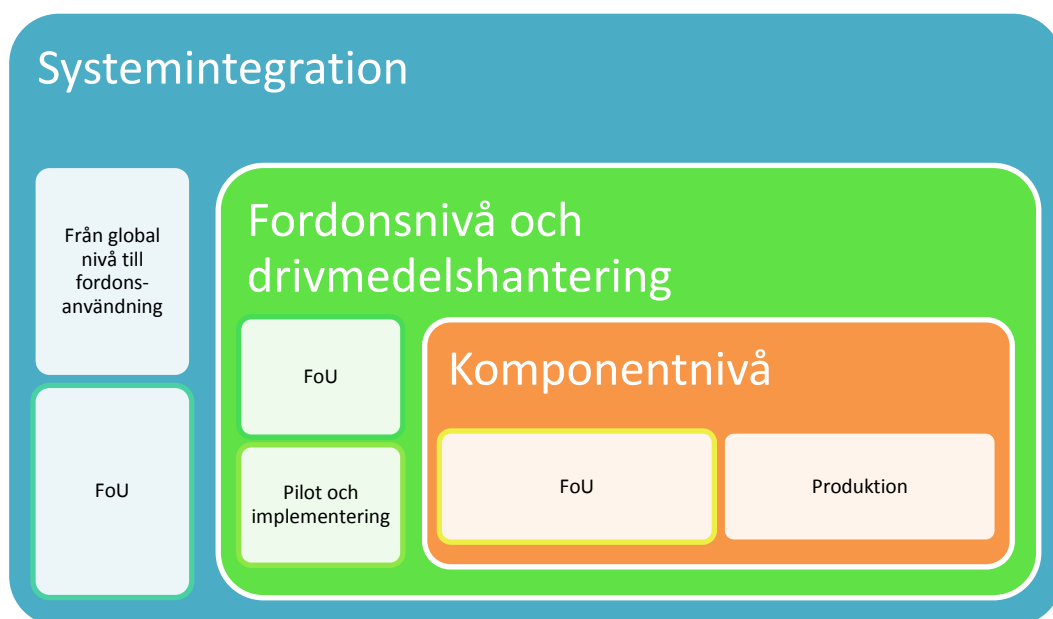 Systemintegration
Från global
nivå till
fordons-
användning
FoU
Fordonsnivå och
drivmedelshantering
FoU
Pilot och
implementering
Komponentnivå
FoU
Produktion